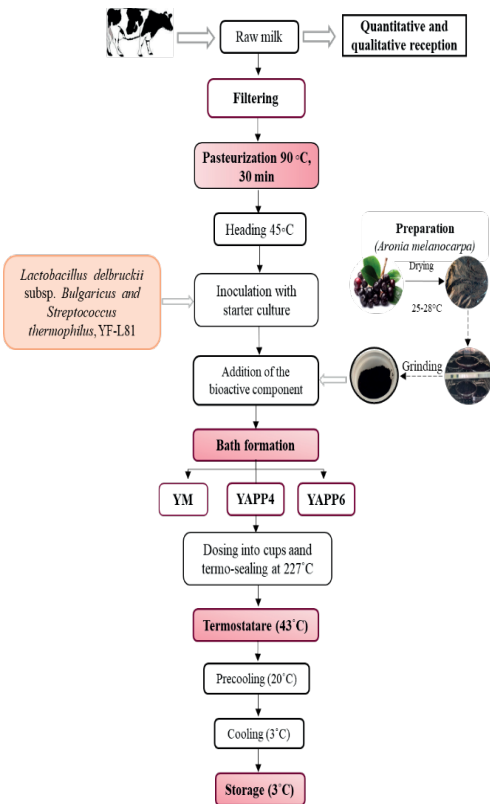 Raw milk
Quantitative and
qualitative reception
Filtering
Pasteurization 90 °C,
30 min
Heading 45°C
Preparation
(Aronia melanocarpa)
Drying
25-28°C
Grinding
Lactobacillus delbruckii
subsp. Bulgaricus and
Streptococcus
thermophilus, YF-L81
Inoculation with
starter culture
Addition of the
bioactive component
Bath formation
YM
YAPP4
YAPP6
Dosing into cups aand
termo-sealing at 227°C
Termostatare (43°C)
Precooling (20°C)
Cooling (3°C)
Storage (3°C)